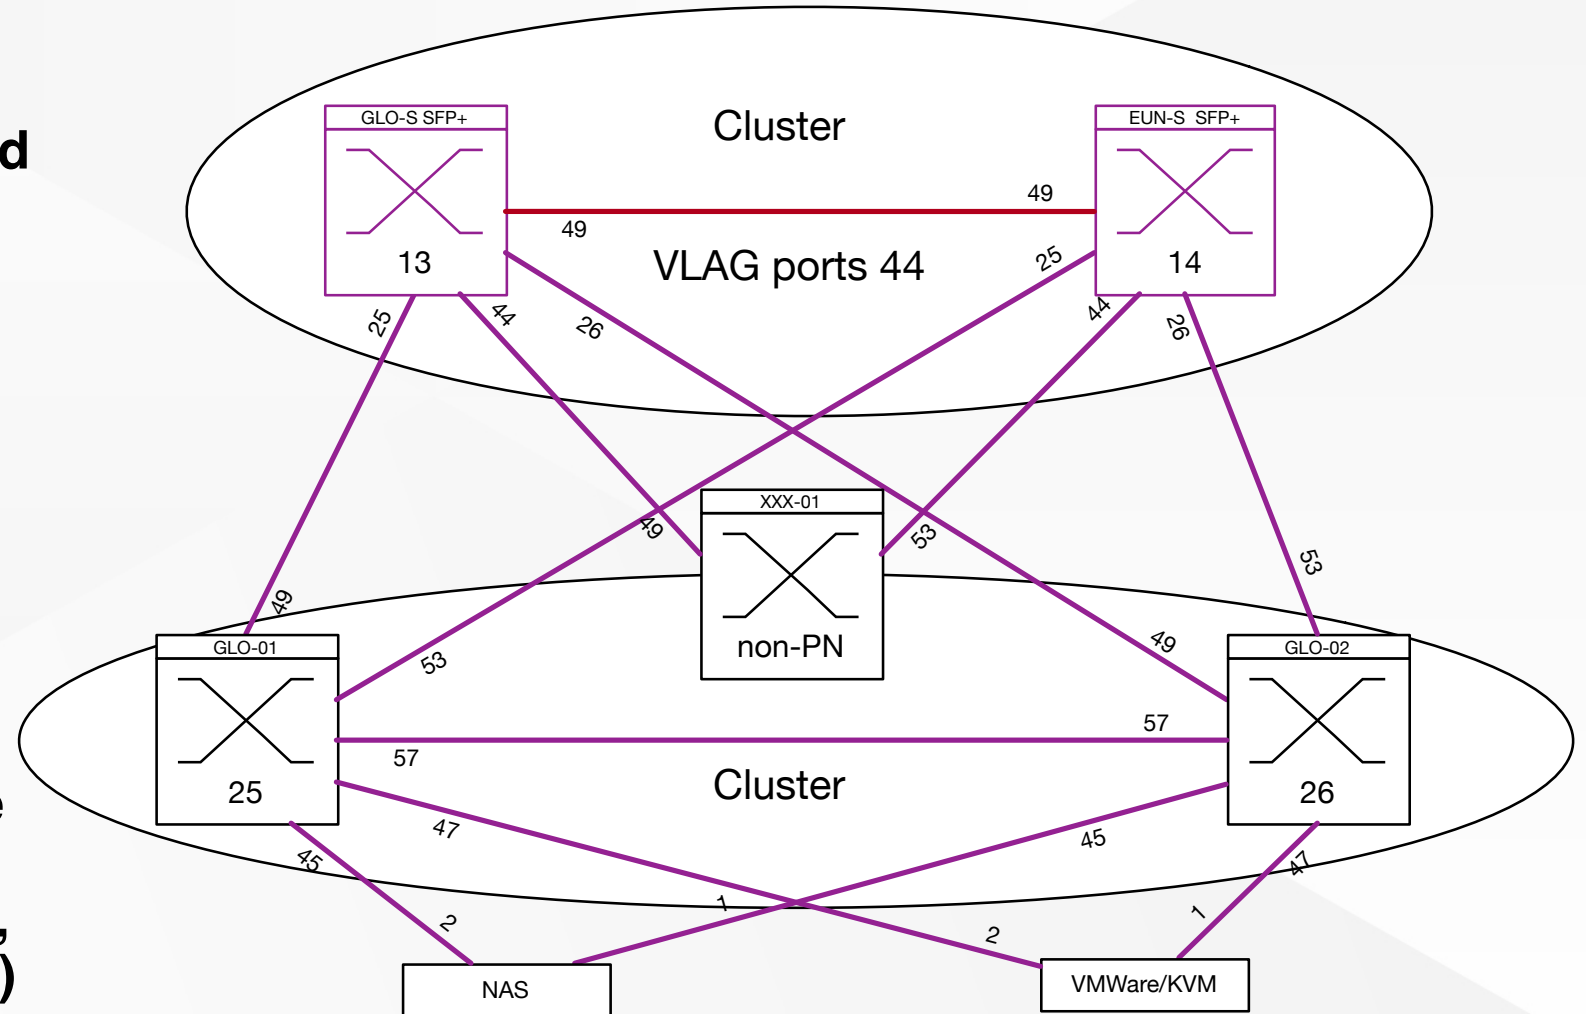 d
GLO-S SFP+
Cluster
EUN-S SFP+
49
49
13
VLAG ports 44
25
14
25
44
26
44
26
XXX-01
49
53
53
non-PN
49
GLO-01
53
49
GLO-02
57
57
25
Cluster
26
e
47
45
45
47
2
1
2
1
,
)
NAS
VMWare/KVM